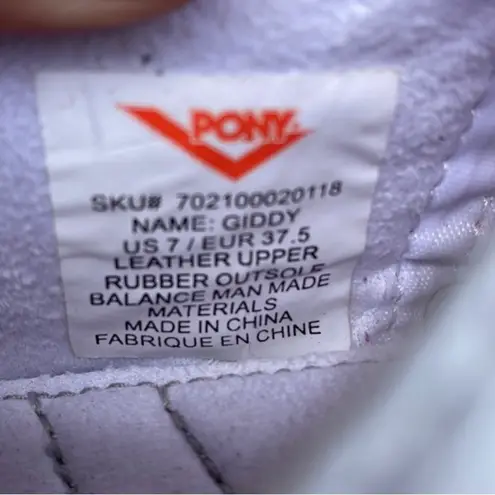 PONY
SKU# 702100020118
NAME: GIDDY
US 7 / EUR 37.5
LEATHER UPPER
RUBBER OUTSOLE
BALANCE MAN MADE
MATERIALS
MADE IN CHINA
FABRIQUE EN CHINE